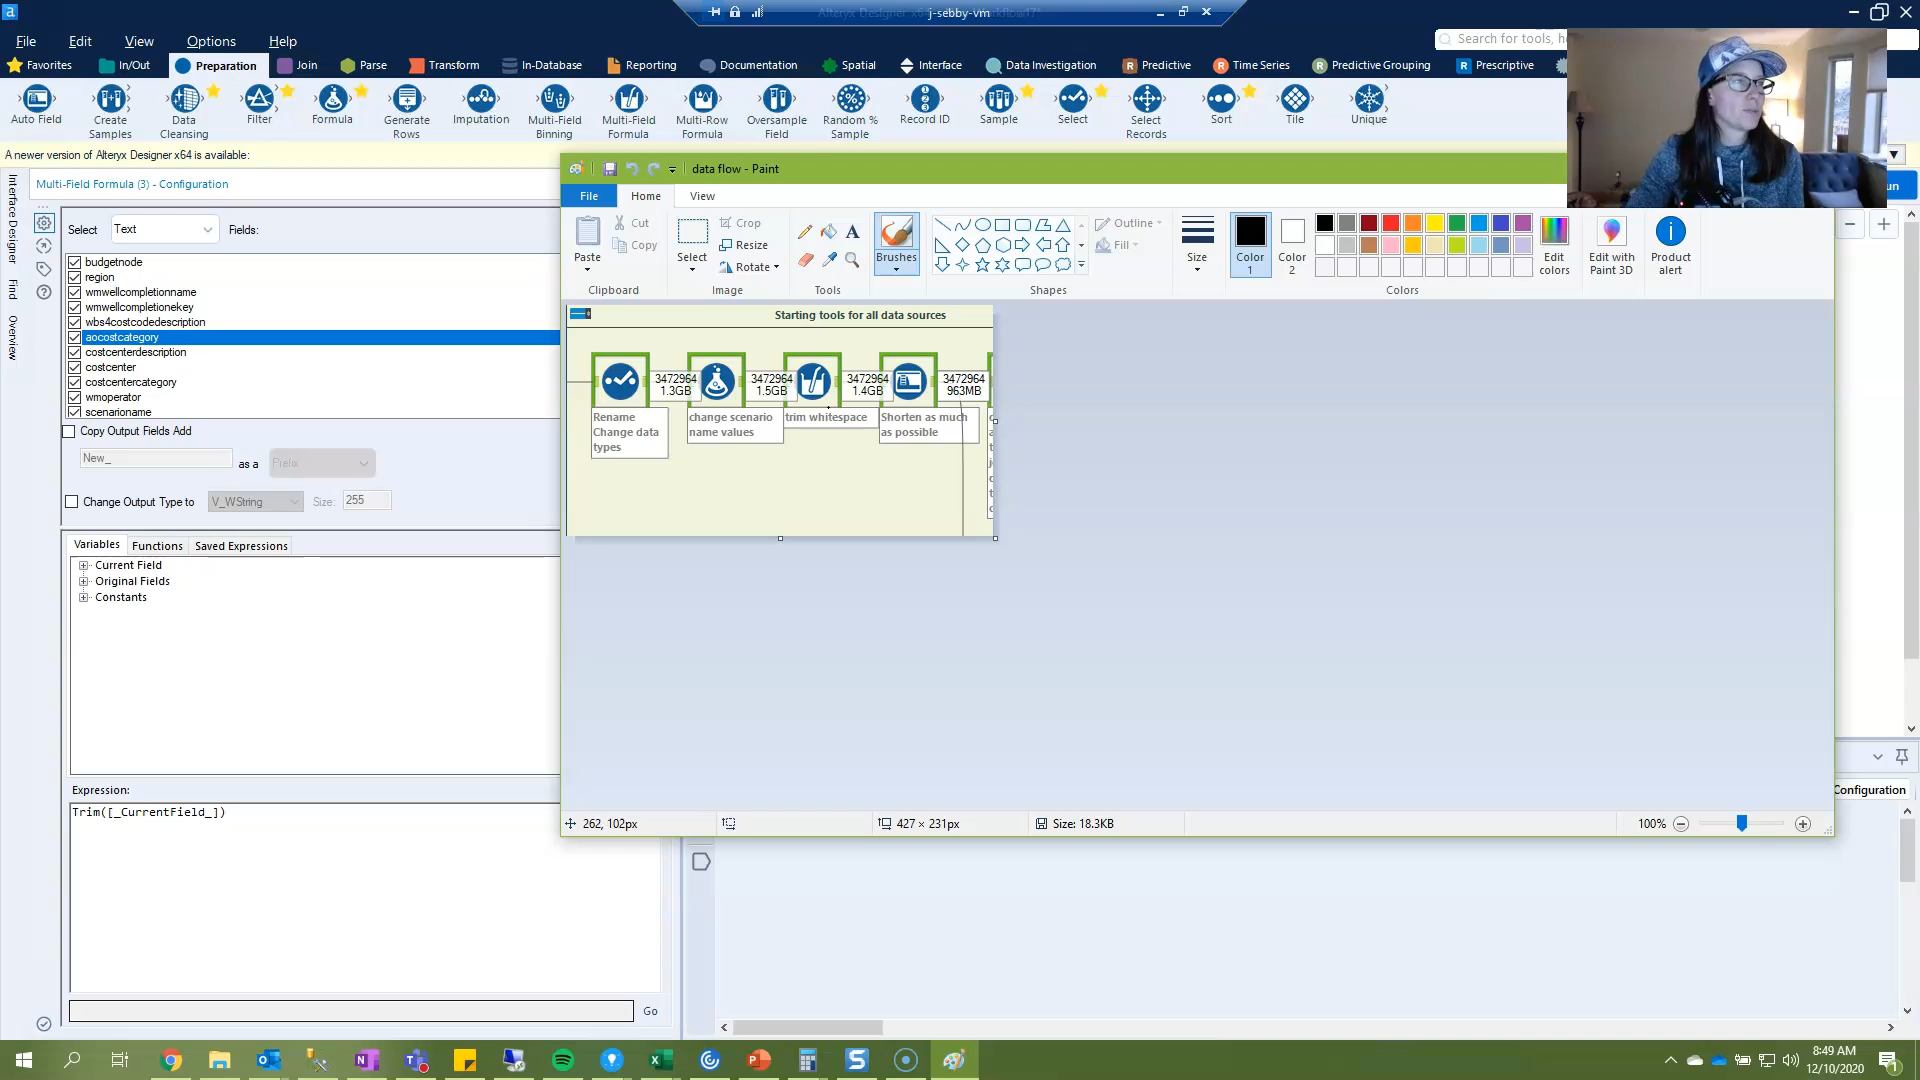 j-sebby-vm
File Edit View Options Help
Search for tools, he
Favorites In/Out Preparation Join Parse Transform In-Database Reporting Documentation Spatial Interface Data Investigation Predictive Time Series Predictive Grouping Prescriptive
Auto Field
Create Samples
Data Cleansing
Filter
Formula
Generate Rows
Imputation
Multi-Field Binning
Multi-Field Formula
Multi-Row Formula
Oversample Field
Random % Sample
Record ID
Sample
Select
Select Records
Sort
Tile
Unique
A newer version of Alteryx Designer x64 is available:
Interface Designer
Find
Overview
Multi-Field Formula (3) - Configuration
Select Text Fields:
budgetnode
region
wmwellcompletionname
wmwellcompletionekey
wbs4costcodedescription
aocostcategory
costcenterdescription
costcenter
costcentercategory
wmoperator
scenarioname
Copy Output Fields Add
New_ as a Prefix
Change Output Type to V_WString Size: 255
Variables Functions Saved Expressions
Current Field
Original Fields
Constants
Expression:
Trim([_CurrentField_])
Go
data flow - Paint
File Home View
Paste
Cut
Copy
Clipboard
Select
Crop
Resize
Rotate
Image
Tools
Brushes
Shapes
Outline
Fill
Size
Color 1
Color 2
Edit colors
Colors
Edit with Paint 3D
Product alert
Starting tools for all data sources
3472964
1.3GB
3472964
1.5GB
3472964
1.4GB
3472964
963MB
Rename
Change data
types
change scenario
name values
trim whitespace
Shorten as much
as possible
262, 102px
427 × 231px
Size: 18.3KB
100%
un
Configuration
8:49 AM
12/10/2020